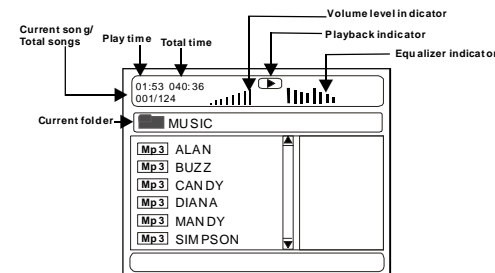 Volume level indicator
Current song/
Total songs
Play time
Total time
Playback indicator
Equalizer indicator
01:53 040:36
001/124
Current folder
MUSIC
Mp3 ALAN
Mp3 BUZZ
Mp3 CANDY
Mp3 DIANA
Mp3 MANDY
Mp3 SIMPSON